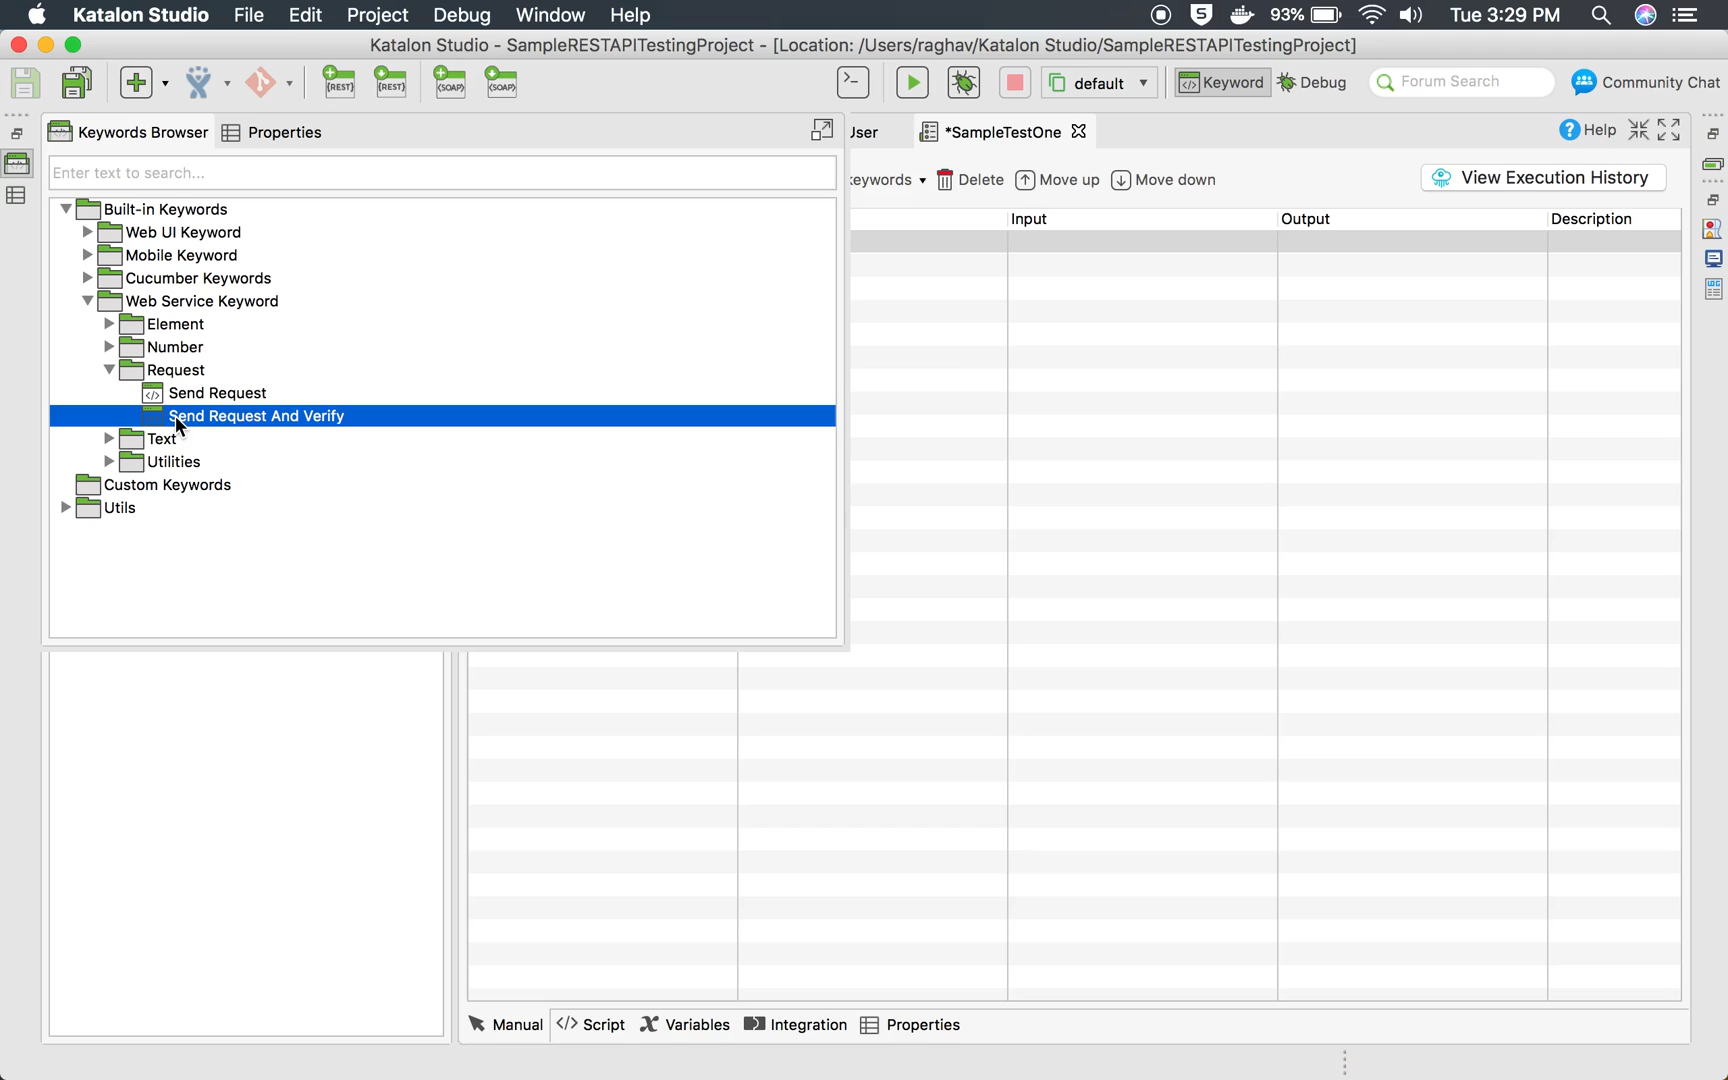 Katalon Studio File Edit Project Debug Window Help 93% Tue 3:29 PM
Katalon Studio - SampleRESTAPITestingProject - [Location: /Users/raghav/Katalon Studio/SampleRESTAPITestingProject]
{REST} {REST} {SOAP} {SOAP} default Keyword Debug Forum Search Community Chat
Keywords Browser Properties *SampleTestOne Help
Enter text to search... Delete Move up Move down View Execution History
Input Output Description
Built-in Keywords
Web UI Keyword
Mobile Keyword
Cucumber Keywords
Web Service Keyword
Element
Number
Request
Send Request
Send Request And Verify
Text
Utilities
Custom Keywords
Utils
Manual Script Variables Integration Properties